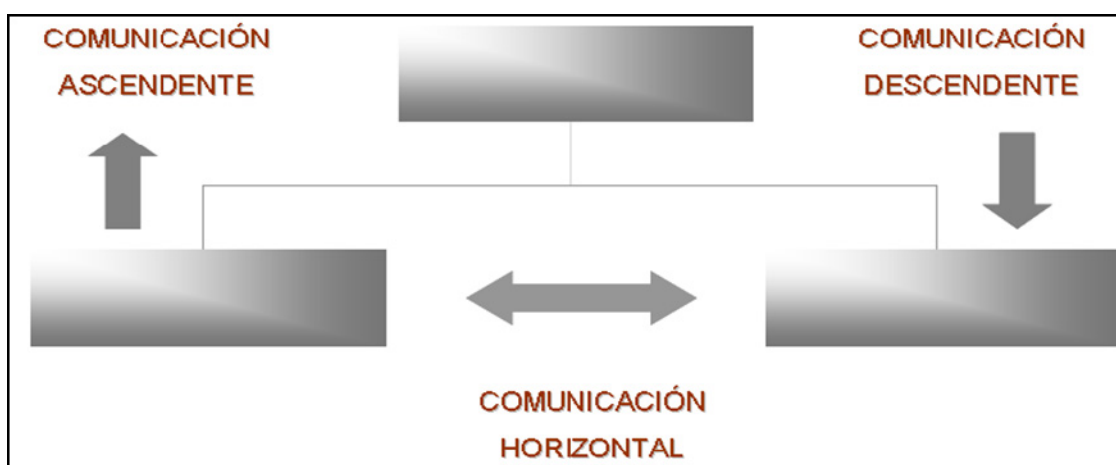 COMUNICACIÓN
ASCENDENTE
COMUNICACIÓN
DESCENDENTE
COMUNICACIÓN
HORIZONTAL